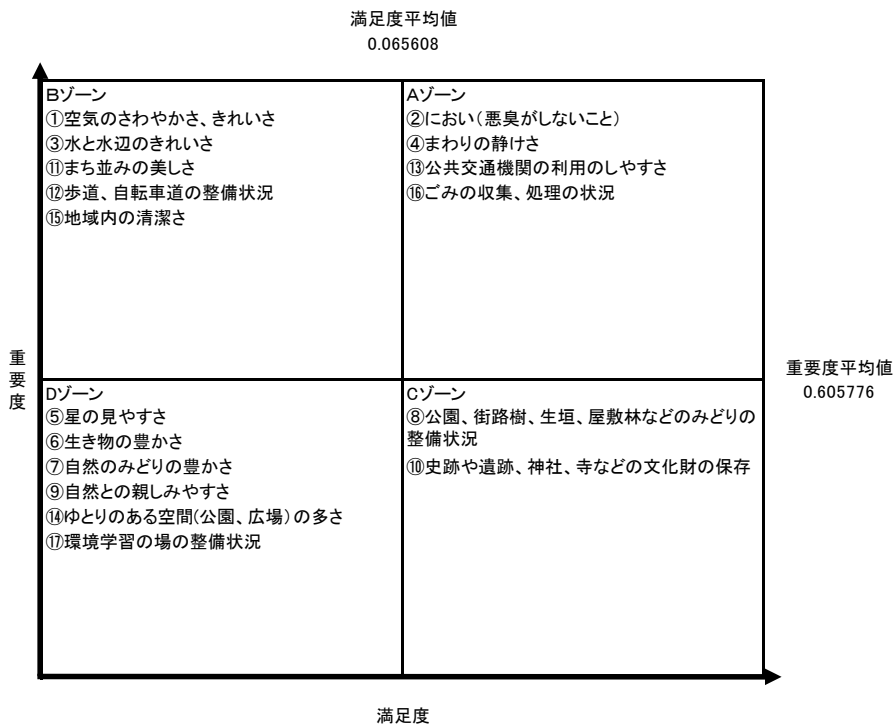 満足度平均値
0.065608
Bゾーン
①空気のさわやかさ、きれいさ
③水と水辺のきれいさ
⑪まち並みの美しさ
⑫歩道、自転車道の整備状況
⑮地域内の清潔さ
Aゾーン
②におい(悪臭がしないこと)
④まわりの静けさ
⑬公共交通機関の利用のしやすさ
⑯ごみの収集、処理の状況
重要度
重要度平均値
0.605776
Dゾーン
⑤星の見やすさ
⑥生き物の豊かさ
⑦自然のみどりの豊かさ
⑨自然との親しみやすさ
⑭ゆとりのある空間(公園、広場)の多さ
⑰環境学習の場の整備状況
Cゾーン
⑧公園、街路樹、生垣、屋敷林などのみどりの
整備状況
⑩史跡や遺跡、神社、寺などの文化財の保存
満足度